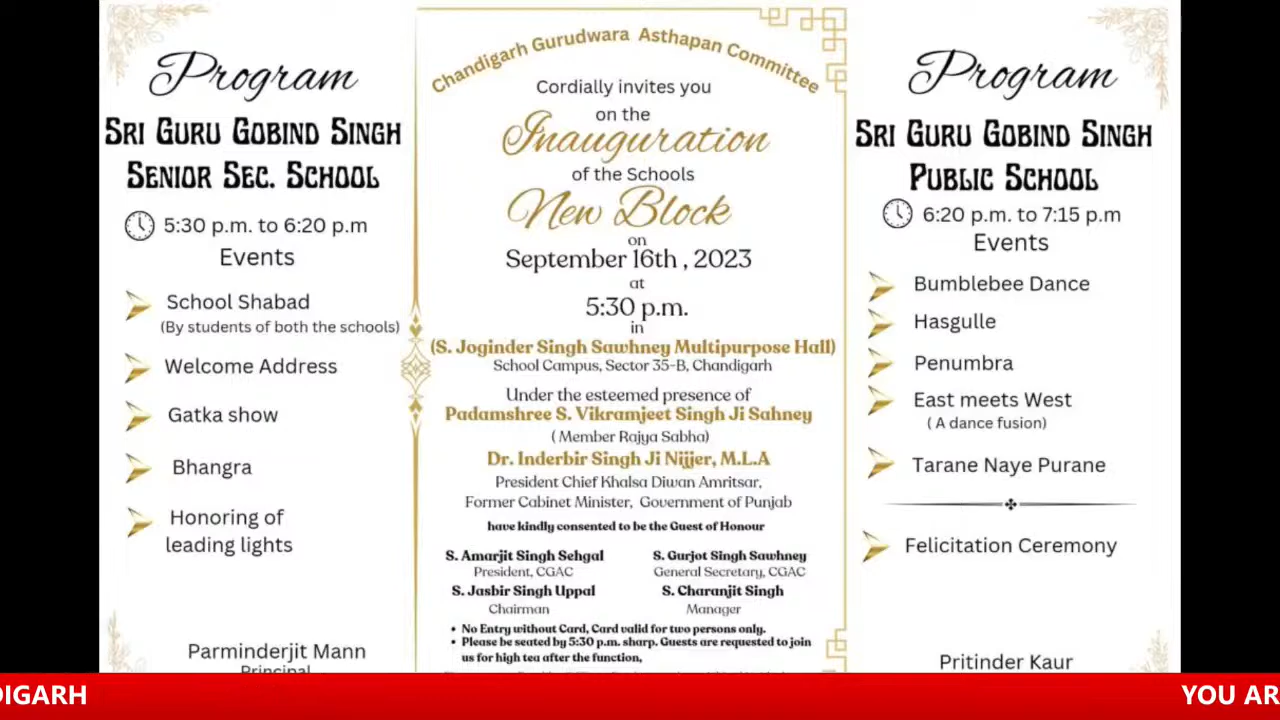 Program
SRI GURU GOBIND SINGH
SENIOR SEC. SCHOOL
5:30 p.m. to 6:20 p.m
Events
School Shabad
(By students of both the schools)
Welcome Address
Gatka show
Bhangra
Honoring of
leading lights
Parminderjit Mann
Principal
Chandigarh Gurudwara Asthapan Committee
Cordially invites you
on the
Inauguration
of the Schools
New Block
on
September 16th , 2023
at
5:30 p.m.
in
(S. Joginder Singh Sawhney Multipurpose Hall)
School Campus, Sector 35-B, Chandigarh
Under the esteemed presence of
Padamshree S. Vikramjeet Singh Ji Sahney
( Member Rajya Sabha)
Dr. Inderbir Singh Ji Nijjer, M.L.A
President Chief Khalsa Diwan Amritsar,
Former Cabinet Minister, Government of Punjab
have kindly consented to be the Guest of Honour
S. Amarjit Singh Sehgal
President, CGAC
S. Gurjot Singh Sawhney
General Secretary, CGAC
S. Jasbir Singh Uppal
Chairman
S. Charanjit Singh
Manager
• No Entry without Card, Card valid for two persons only.
• Please be seated by 5:30 p.m. sharp. Guests are requested to join
us for high tea after the function,
Program
SRI GURU GOBIND SINGH
PUBLIC SCHOOL
6:20 p.m. to 7:15 p.m
Events
Bumblebee Dance
Hasgulle
Penumbra
East meets West
( A dance fusion)
Tarane Naye Purane
Felicitation Ceremony
Pritinder Kaur
DIGARH
YOU AR